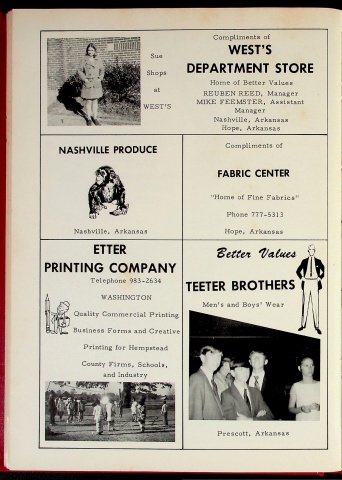 Sue
Shops
at
WEST'S
Compliments of
WEST'S
DEPARTMENT STORE
Home of Better Values
REUBEN REED, Manager
MIKE FEEMSTER, Assistant
Manager
Nashville, Arkansas
Hope, Arkansas
NASHVILLE PRODUCE
Nashville, Arkansas
Compliments of
FABRIC CENTER
"Home of Fine Fabrics"
Phone 777-5313
Hope, Arkansas
ETTER
PRINTING COMPANY
Telephone 983-2634
WASHINGTON
Quality Commercial Printing
Business Forms and Creative
Printing for Hempstead
County Firms, Schools,
and Industry
Better Values
TEETER BROTHERS
Men's and Boys' Wear
Prescott, Arkansas